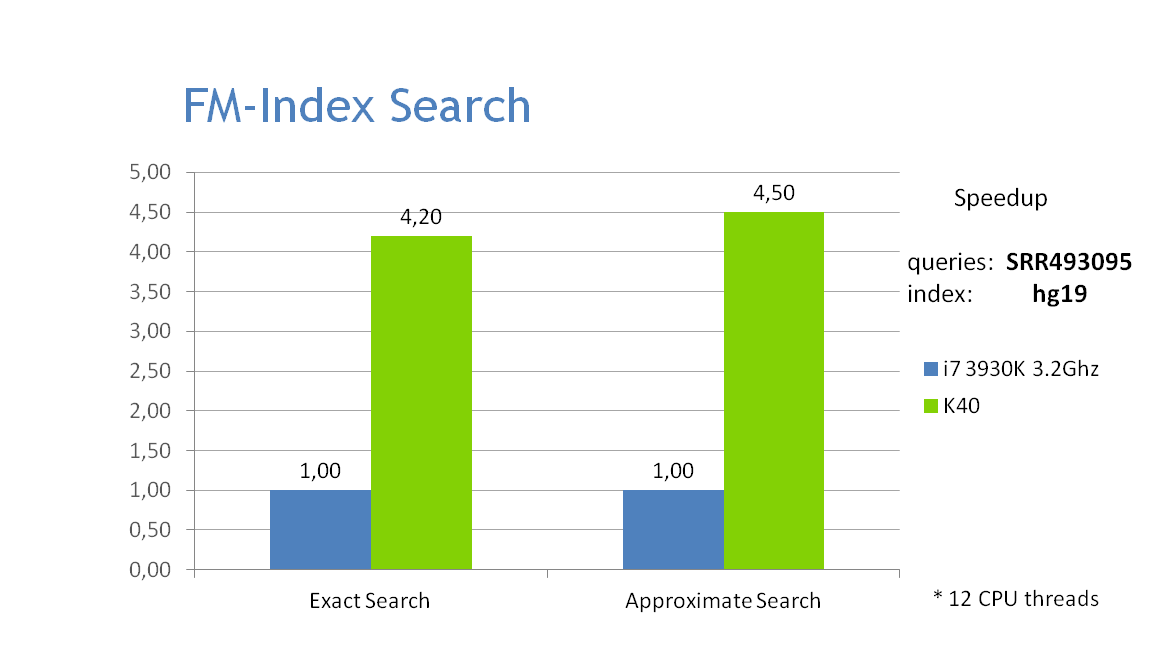 FM-Index Search
5,00
4,50
4,00
3,50
3,00
2,50
2,00
1,50
1,00
0,50
0,00
1,00
4,20
1,00
4,50
Exact Search
Approximate Search
Speedup
queries: SRR493095
index: hg19
i7 3930K 3.2Ghz
K40
* 12 CPU threads